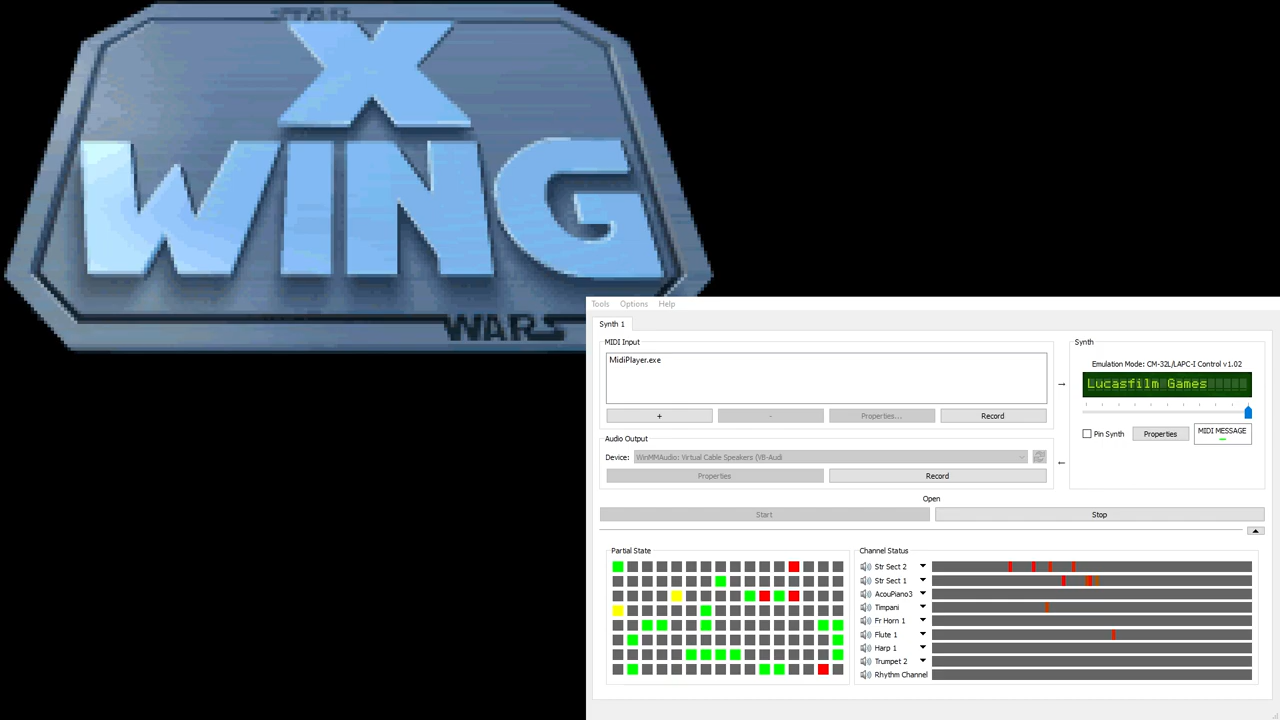 STAR
X
WING
WARS
Tools Options Help
Synth 1
MIDI Input
MidiPlayer.exe
+ - Properties... Record
Audio Output
Device: WinMMAudio: Virtual Cable Speakers (VB-Audi
Properties Record
Synth
Emulation Mode: CM-32L/LAPC-I Control v1.02
Lucasfilm Games
Pin Synth Properties MIDI MESSAGE
Open
Start Stop
Partial State
Channel Status
Str Sect 2
Str Sect 1
AcouPiano3
Timpani
Fr Horn 1
Flute 1
Harp 1
Trumpet 2
Rhythm Channel